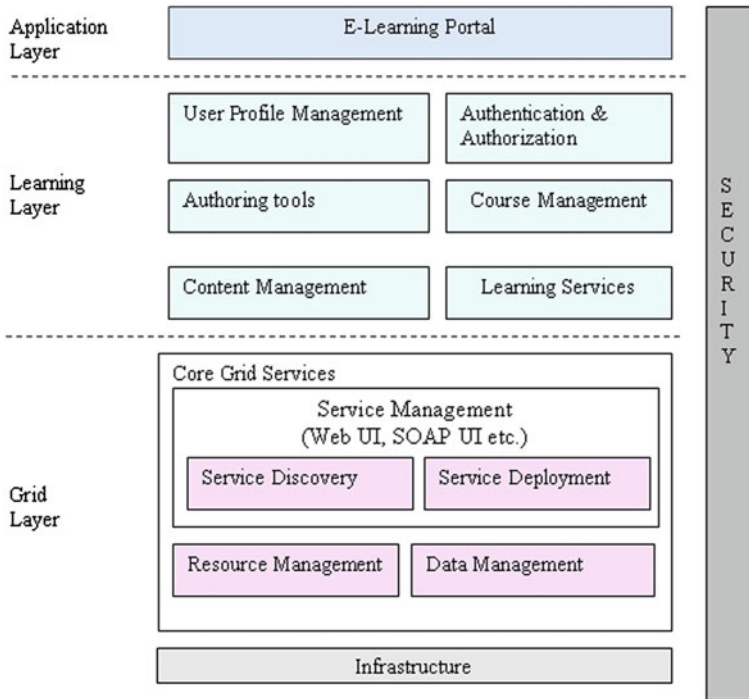 Application
Layer
E-Learning Portal
Learning
Layer
User Profile Management
Authentication &
Authorization
Authoring tools
Course Management
Content Management
Learning Services
Grid
Layer
Core Grid Services
Service Management
(Web UI, SOAP UI etc.)
Service Discovery
Service Deployment
Resource Management
Data Management
Infrastructure
S
E
C
U
R
I
T
Y